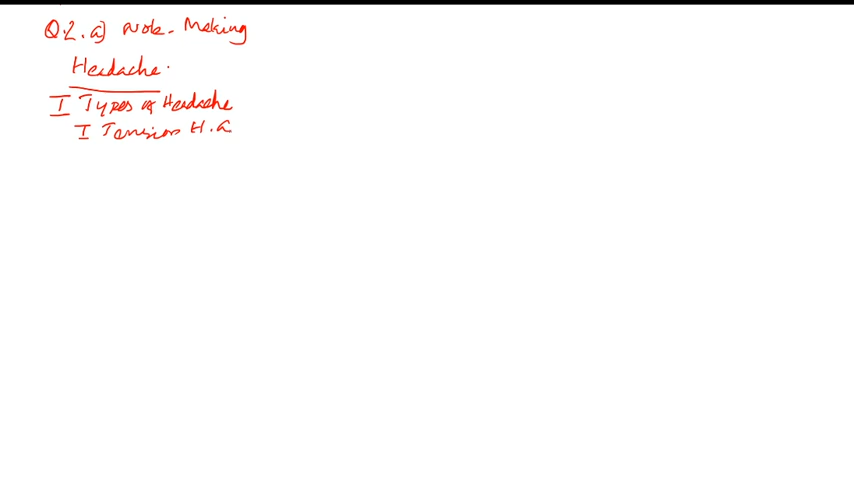 Q.2. a) Note-Making
Headache.
I Types of Headache
I Tension H.a